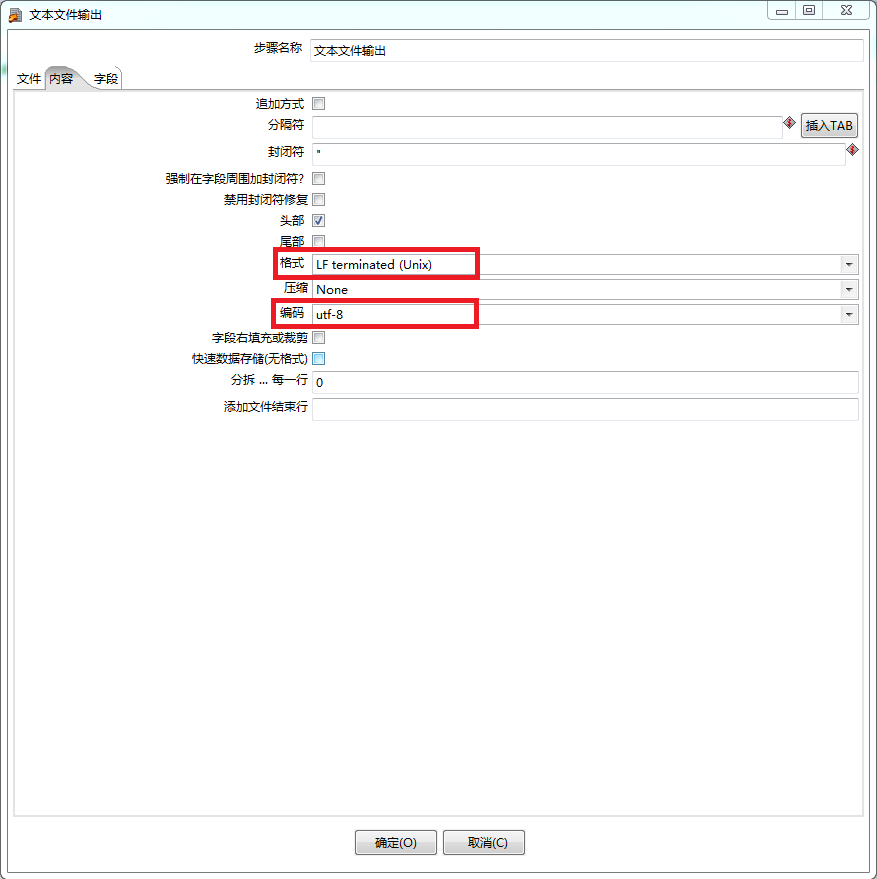 文本文件输出
步骤名称 文本文件输出
文件 内容 字段
追加方式
分隔符 插入TAB
封闭符 "
强制在字段周围加封闭符?
禁用封闭符修复
头部
尾部
格式 LF terminated (Unix)
压缩 None
编码 utf-8
字段右填充或裁剪
快速数据存储(无格式)
分拆 ... 每一行 0
添加文件结束行
确定(O) 取消(C)